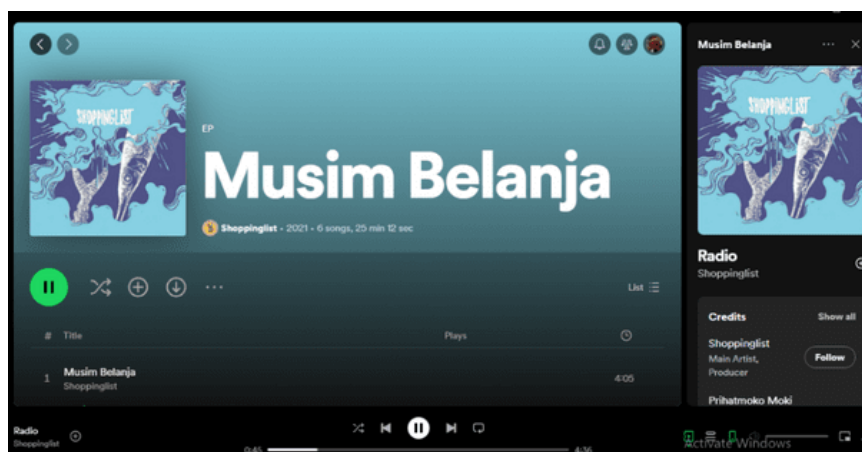 SHOPPINGLIST
EP
Musim Belanja
Shoppinglist • 2021 • 6 songs, 25 min 12 sec
List
# Title Plays
1 Musim Belanja 4:05
Shoppinglist
Musim Belanja
SHOPPINGLIST
Radio
Shoppinglist
Credits Show all
Shoppinglist
Main Artist,
Producer
Follow
Prihatmoko Moki
Radio
Shoppinglist
0:45 4:36
Activate Windows